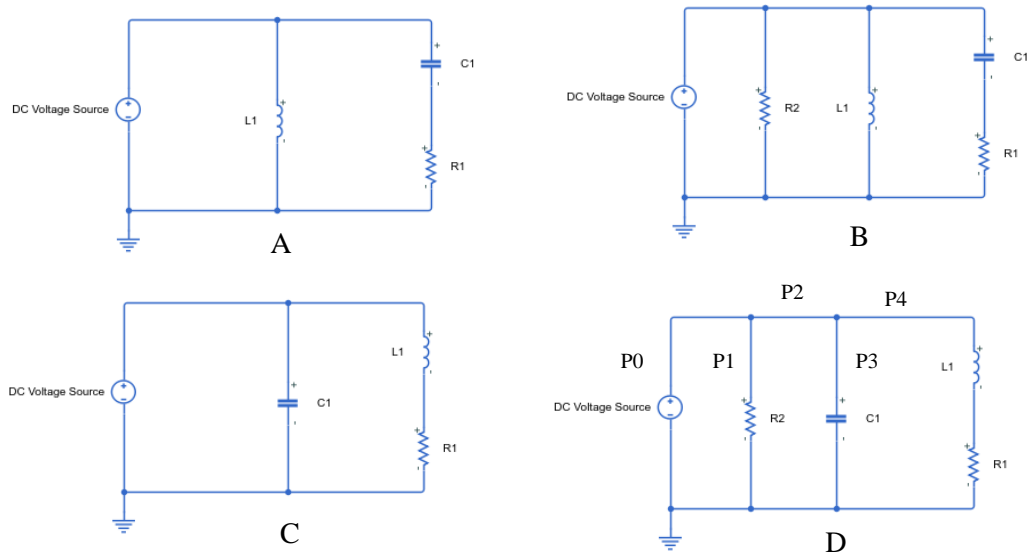 C1
DC Voltage Source
L1
R1
A
C1
DC Voltage Source
R2
L1
R1
B
L1
DC Voltage Source
C1
R1
C
P2
P4
P0
P1
P3
L1
DC Voltage Source
R2
C1
R1
D